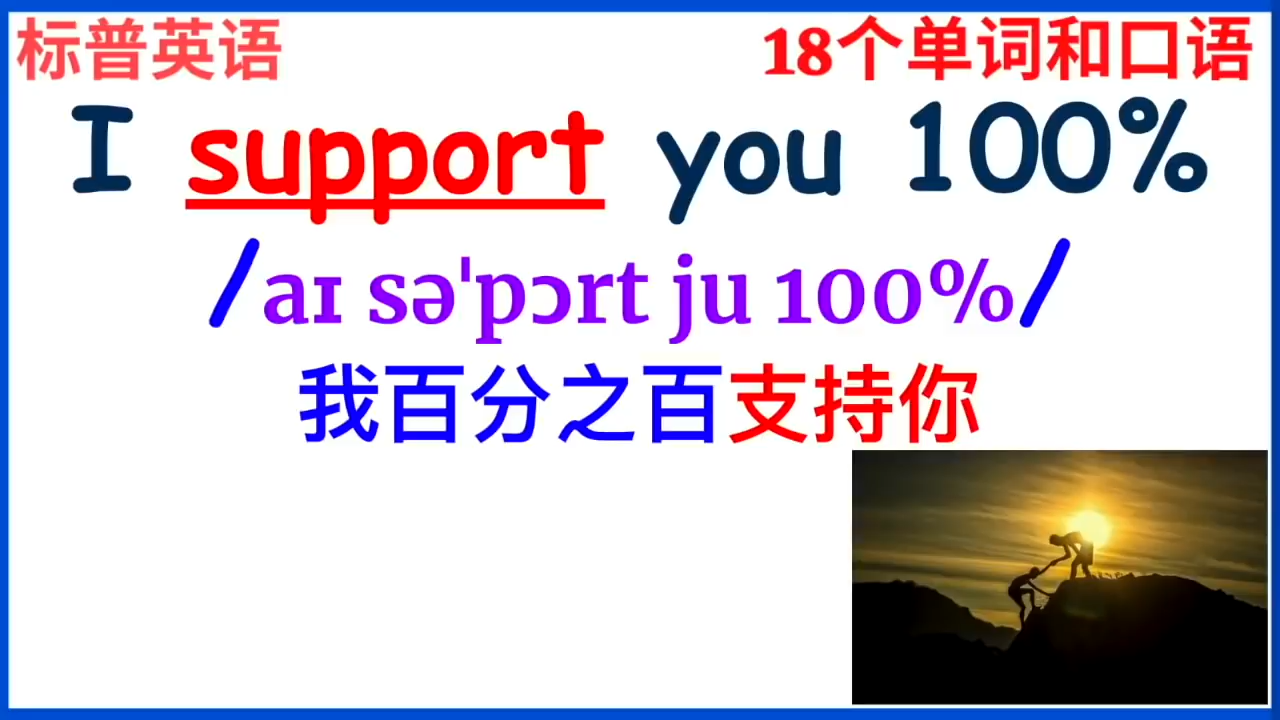 标普英语
18个单词和口语
I support you 100%
/aɪ səˈpɔrt ju 100%/
我百分之百支持你